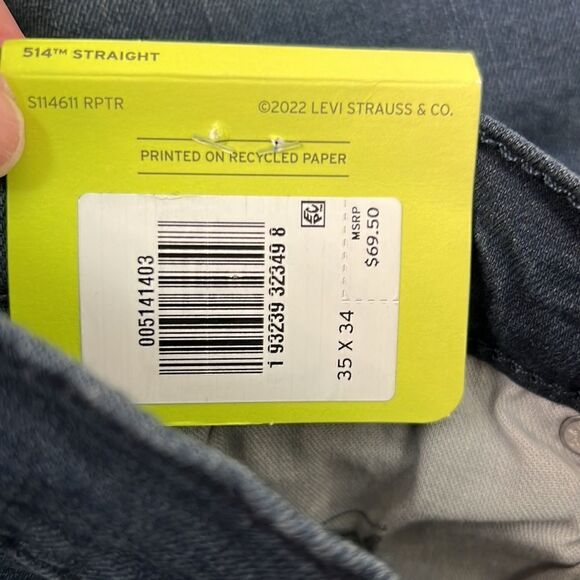 514™ STRAIGHT
S114611 RPTR
©2022 LEVI STRAUSS & CO.
PRINTED ON RECYCLED PAPER
005141403
1 93239 32349 8
35 X 34
MSRP
$69.50